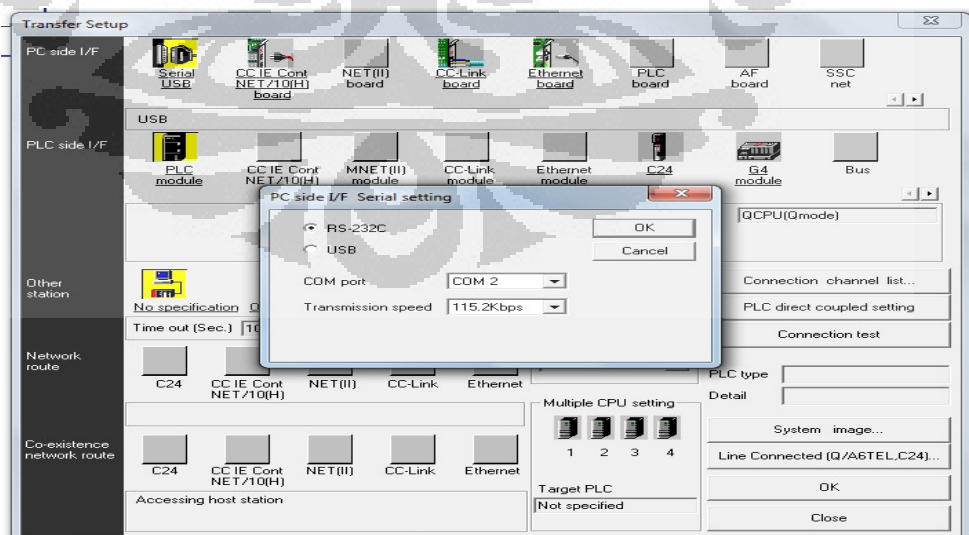 Transfer Setup
PC side I/F
Serial USB
CC IE Cont NET/10(H) board
NET(II) board
CC-Link board
Ethernet board
PLC board
AF board
SSC net
USB
PLC side I/F
PLC module
CC IE Cont NET/10(H) module
MNET(II) module
CC-Link module
Ethernet module
C24
G4 module
Bus
PC side I/F Serial setting
RS-232C
OK
USB
Cancel
COM port
COM 2
Transmission speed
115.2Kbps
QCPU(Qmode)
Other station
No specification
Time out (Sec.)
Connection channel list...
PLC direct coupled setting
Connection test
Network route
C24
CC IE Cont NET/10(H)
NET(II)
CC-Link
Ethernet
PLC type
Detail
Multiple CPU setting
1 2 3 4
System image...
Line Connected (Q/A6TEL,C24)...
Co-existence network route
C24
CC IE Cont NET/10(H)
NET(II)
CC-Link
Ethernet
Target PLC
Not specified
Accessing host station
OK
Close